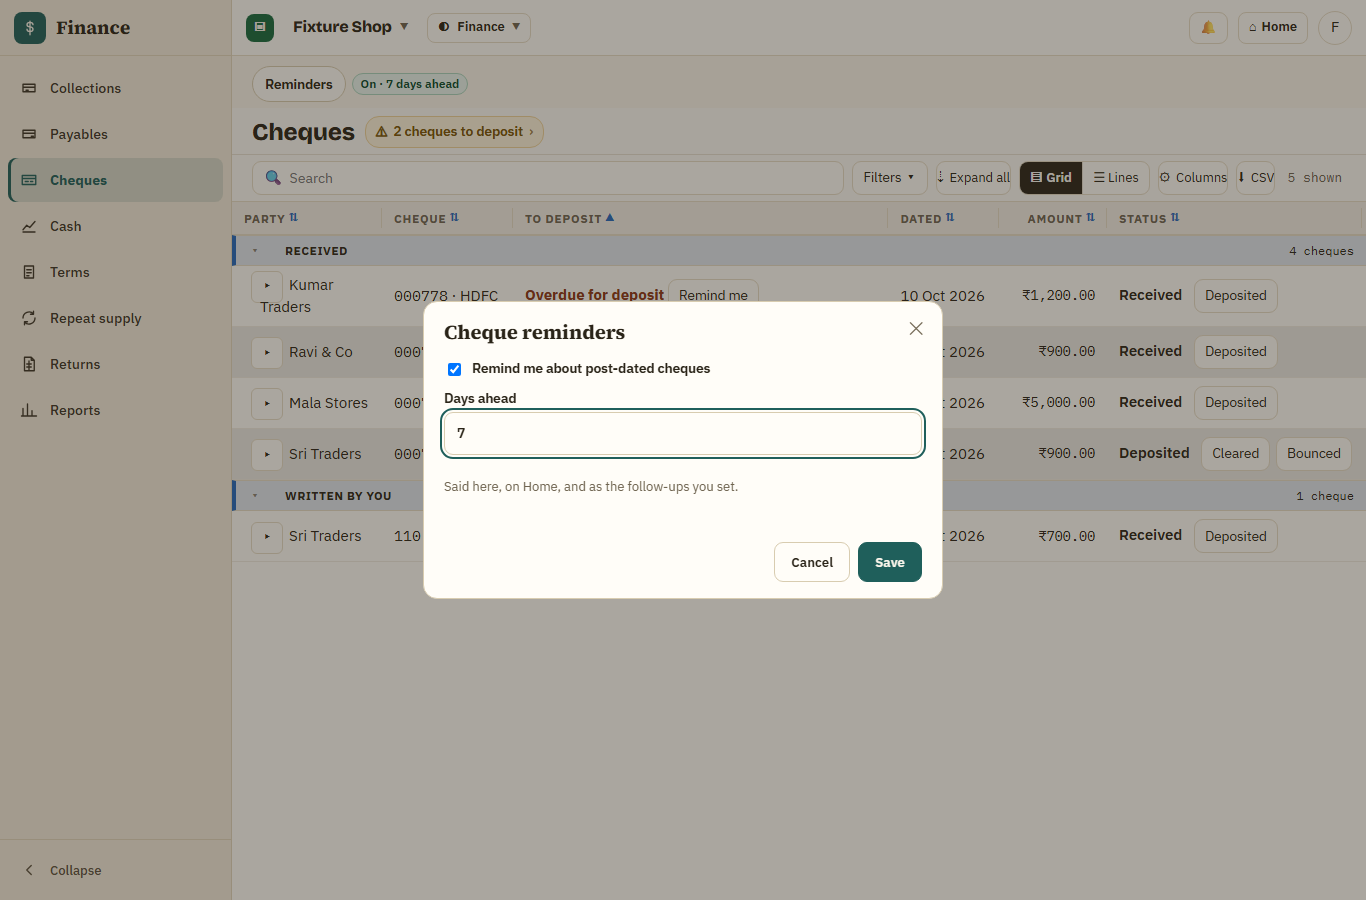 $ Finance
Fixture Shop ▼
Finance ▼
Home
F
Collections
Payables
Cheques
Cash
Terms
Repeat supply
Returns
Reports
Collapse
Reminders
On · 7 days ahead
Cheques
2 cheques to deposit ›
Search
Filters ▾
Expand all
Grid
Lines
Columns
CSV
5 shown
PARTY CHEQUE TO DEPOSIT DATED AMOUNT STATUS
RECEIVED 4 cheques
Kumar Traders
000778 · HDFC Overdue for deposit Remind me 10 Oct 2026 ₹1,200.00 Received Deposited
Ravi & Co 2026 ₹900.00 Received Deposited
Mala Stores 2026 ₹5,000.00 Received Deposited
Sri Traders 2026 ₹900.00 Deposited Cleared Bounced
WRITTEN BY YOU 1 cheque
Sri Traders 110 2026 ₹700.00 Received Deposited
Cheque reminders
Remind me about post-dated cheques
Days ahead
7
Said here, on Home, and as the follow-ups you set.
Cancel
Save